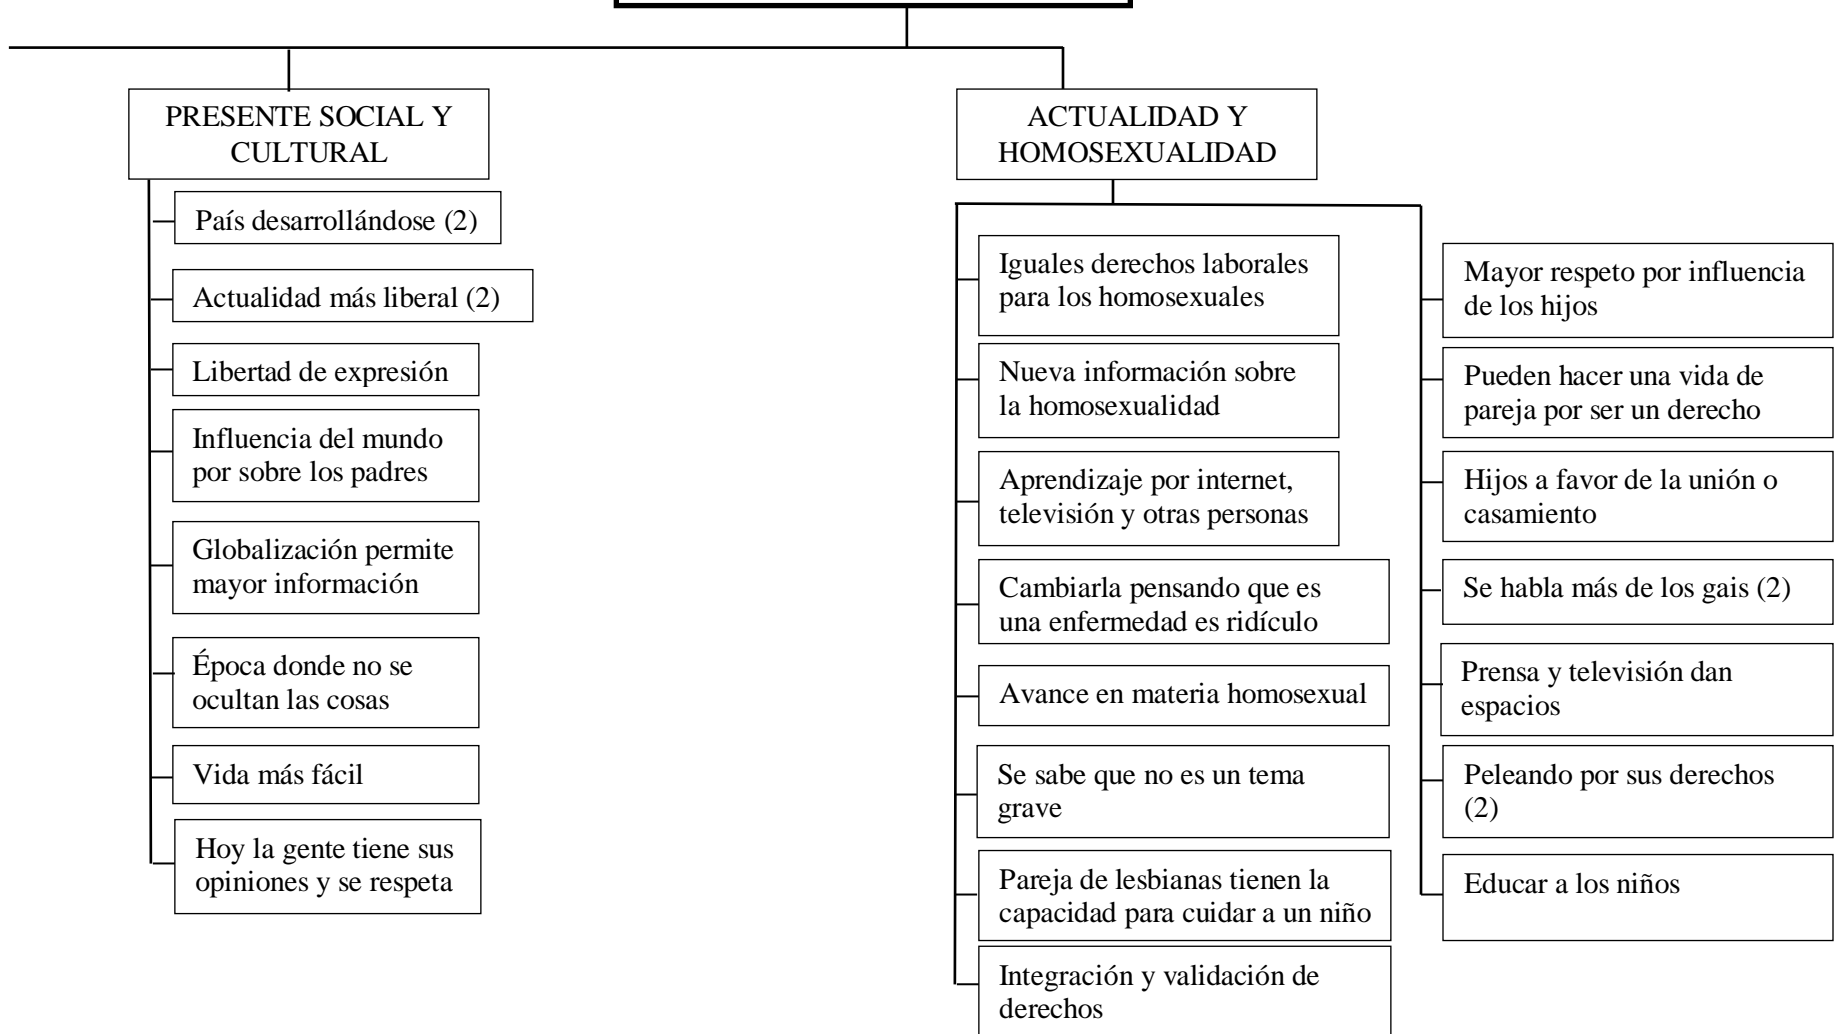 PRESENTE SOCIAL Y
CULTURAL
País desarrollándose (2)
Actualidad más liberal (2)
Libertad de expresión
Influencia del mundo
por sobre los padres
Globalización permite
mayor información
Época donde no se
ocultan las cosas
Vida más fácil
Hoy la gente tiene sus
opiniones y se respeta
ACTUALIDAD Y
HOMOSEXUALIDAD
Iguales derechos laborales
para los homosexuales
Nueva información sobre
la homosexualidad
Aprendizaje por internet,
televisión y otras personas
Cambiarla pensando que es
una enfermedad es ridículo
Avance en materia homosexual
Se sabe que no es un tema
grave
Pareja de lesbianas tienen la
capacidad para cuidar a un niño
Integración y validación de
derechos
Mayor respeto por influencia
de los hijos
Pueden hacer una vida de
pareja por ser un derecho
Hijos a favor de la unión o
casamiento
Se habla más de los gais (2)
Prensa y televisión dan
espacios
Peleando por sus derechos
(2)
Educar a los niños